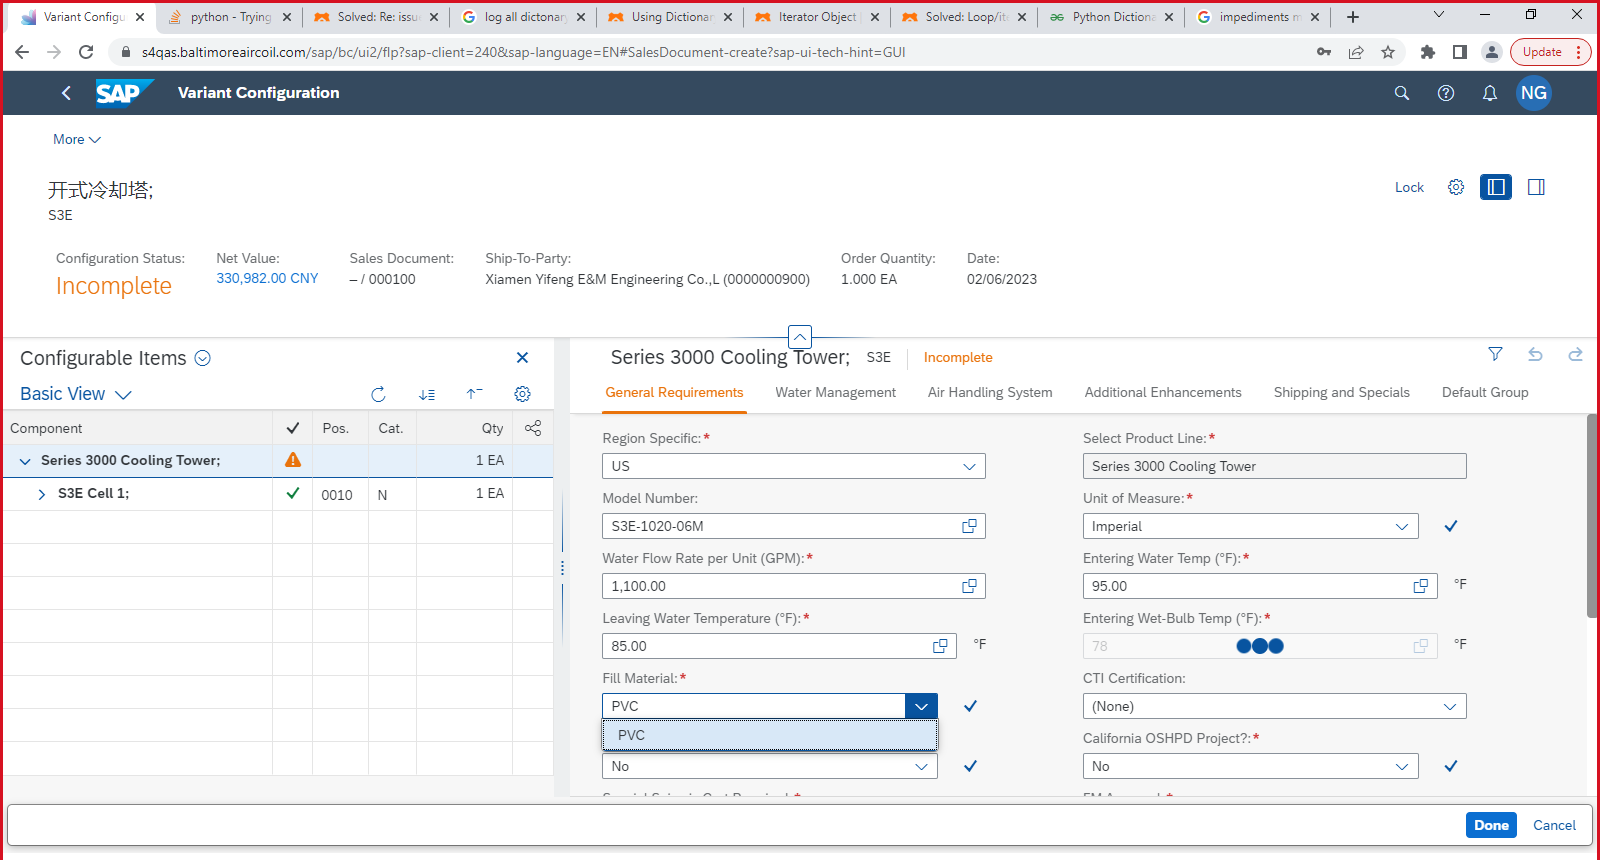 Variant Configu
python - Trying
Solved: Re: issue
log all dictonary
Using Dictionar
Iterator Object
Solved: Loop/ite
Python Dictiona
impediments m
s4qas.baltimoreaircoil.com/sap/bc/ui2/flp?sap-client=240&sap-language=EN#SalesDocument-create?sap-ui-tech-hint=GUI
Update
SAP
Variant Configuration
NG
More
开式冷却塔;
S3E
Lock
Configuration Status:
Incomplete
Net Value:
330,982.00 CNY
Sales Document:
– / 000100
Ship-To-Party:
Xiamen Yifeng E&M Engineering Co.,L (0000000900)
Order Quantity:
1.000 EA
Date:
02/06/2023
Configurable Items
Basic View
Component Pos. Cat. Qty
Series 3000 Cooling Tower; 1 EA
S3E Cell 1; 0010 N 1 EA
Series 3000 Cooling Tower; S3E Incomplete
General Requirements Water Management Air Handling System Additional Enhancements Shipping and Specials Default Group
Region Specific:*
US
Select Product Line:*
Series 3000 Cooling Tower
Model Number:
S3E-1020-06M
Unit of Measure:*
Imperial
Water Flow Rate per Unit (GPM):*
1,100.00
Entering Water Temp (°F):*
95.00 °F
Leaving Water Temperature (°F):*
85.00 °F
Entering Wet-Bulb Temp (°F):*
78 °F
Fill Material:*
PVC
PVC
CTI Certification:
(None)
No
California OSHPD Project?:*
No
Done
Cancel